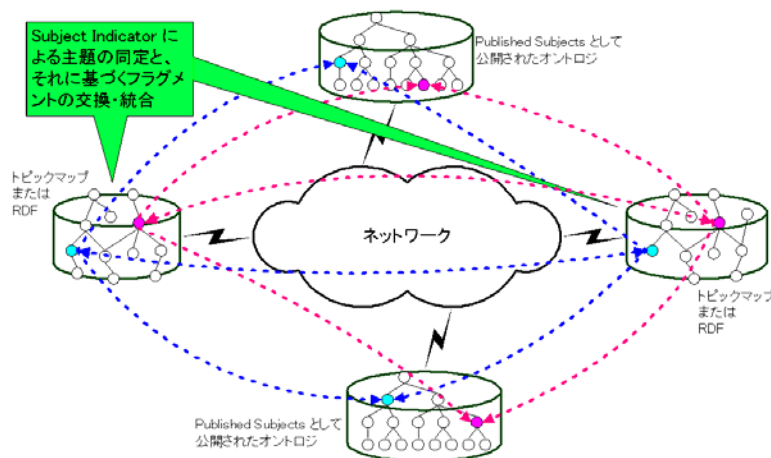 Subject Indicator に
よる主題の同定と、
それに基づくフラグ
メントの交換・統合
Published Subjects として
公開されたオントロジ
トピックマップ
または
RDF
ネットワーク
トピックマップ
または
RDF
Published Subjects として
公開されたオントロジ